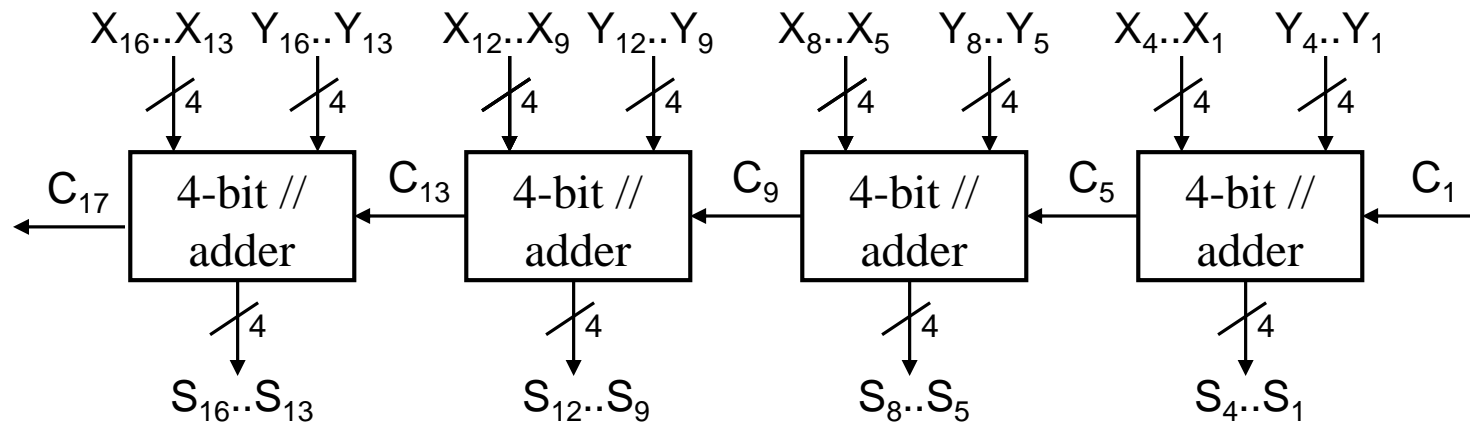 X₁₆..X₁₃ Y₁₆..Y₁₃ X₁₂..X₉ Y₁₂..Y₉ X₈..X₅ Y₈..Y₅ X₄..X₁ Y₄..Y₁
4 4 4 4 4 4 4 4
C₁₇ C₁₃ C₉ C₅ C₁
4-bit // 4-bit // 4-bit // 4-bit //
adder adder adder adder
4 4 4 4
S₁₆..S₁₃ S₁₂..S₉ S₈..S₅ S₄..S₁